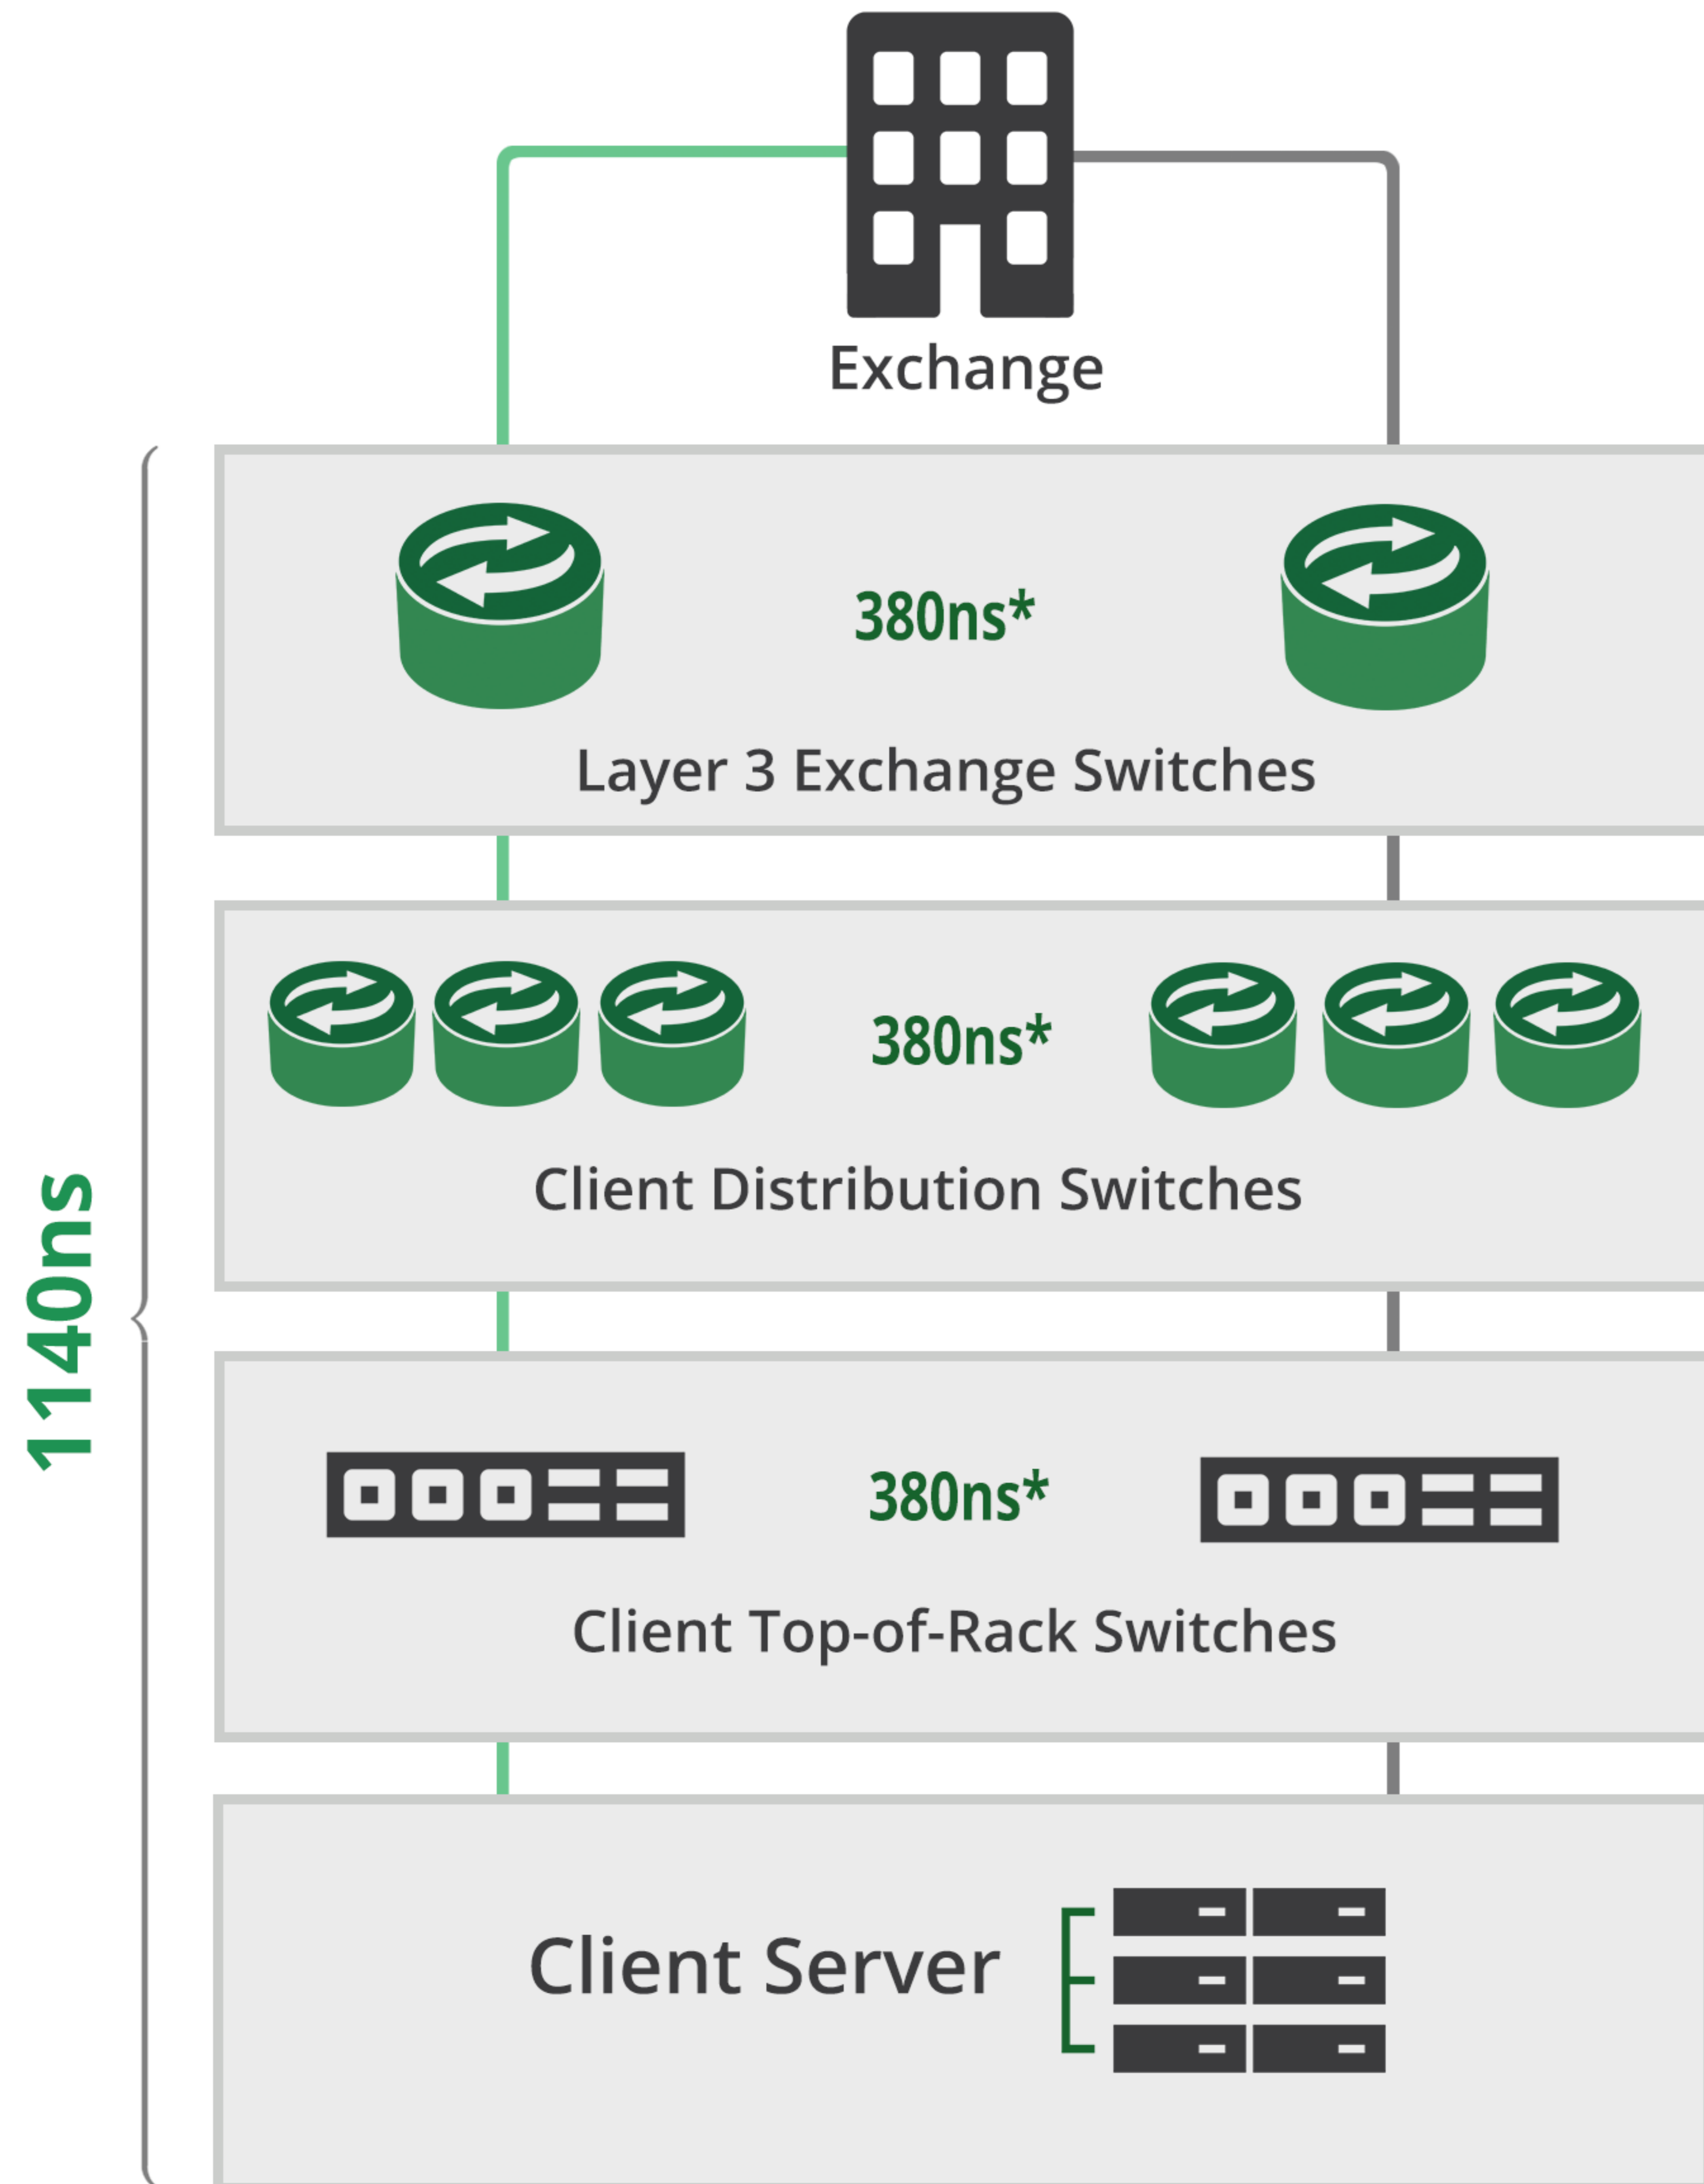 Exchange
380ns*
Layer 3 Exchange Switches
380ns*
Client Distribution Switches
1140ns
380ns*
Client Top-of-Rack Switches
Client Server